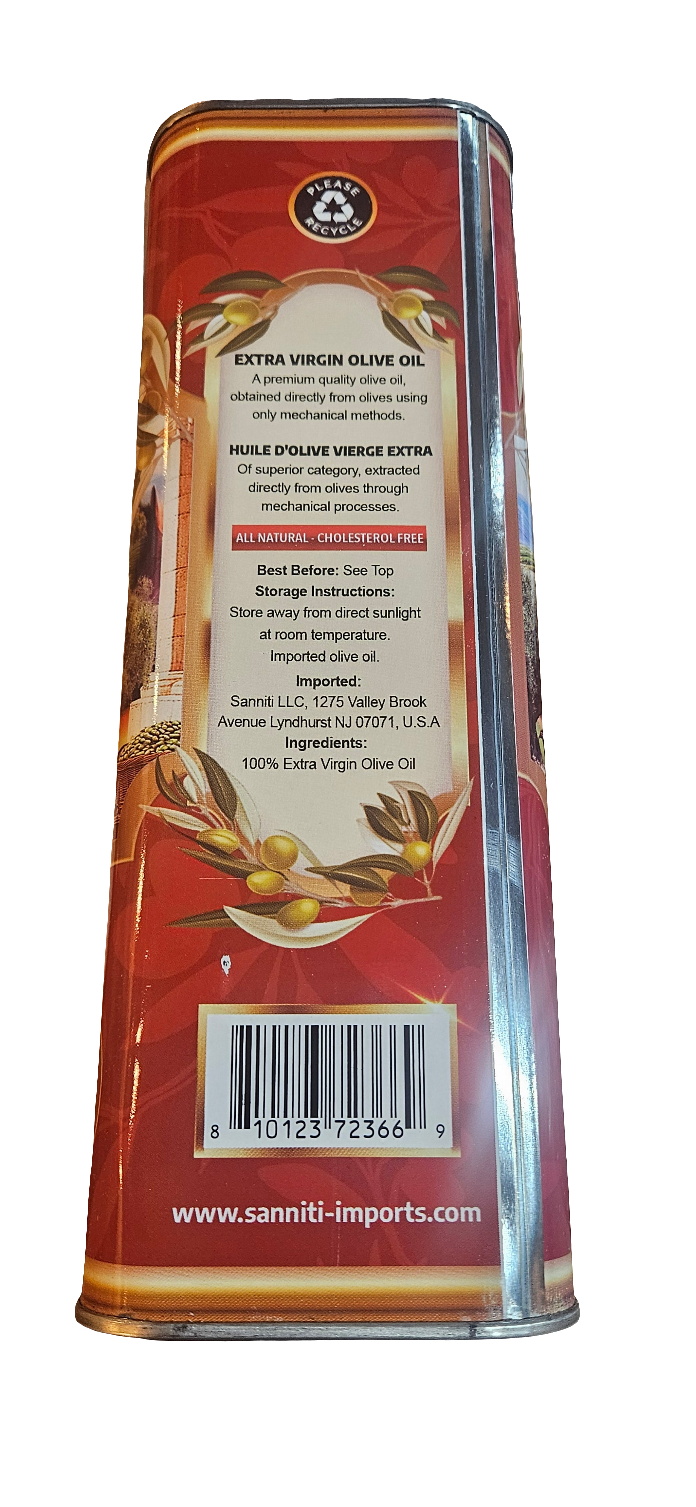 PLEASE
RECYCLE
EXTRA VIRGIN OLIVE OIL
A premium quality olive oil,
obtained directly from olives using
only mechanical methods.
HUILE D'OLIVE VIERGE EXTRA
Of superior category, extracted
directly from olives through
mechanical processes.
ALL NATURAL - CHOLESTEROL FREE
Best Before: See Top
Storage Instructions:
Store away from direct sunlight
at room temperature.
Imported olive oil.
Imported:
Sanniti LLC, 1275 Valley Brook
Avenue Lyndhurst NJ 07071, U.S.A
Ingredients:
100% Extra Virgin Olive Oil
8 10123 72366 9
www.sanniti-imports.com